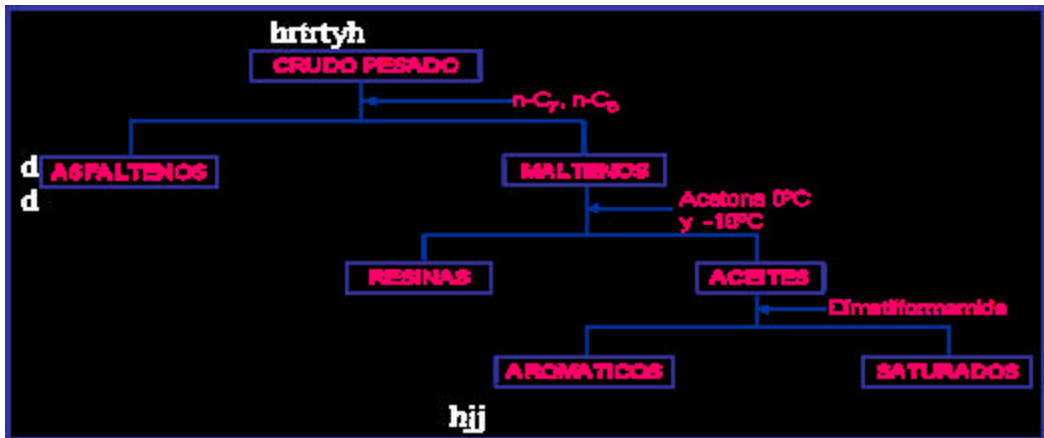 hrtrtyh
CRUDO PESADO
n-C7, n-C5
d ASFALTENOS
MALTENOS
d
Acetona 0ºC
y -10ºC
RESINAS
ACEITES
Dimetilformamida
AROMATICOS
SATURADOS
hjj